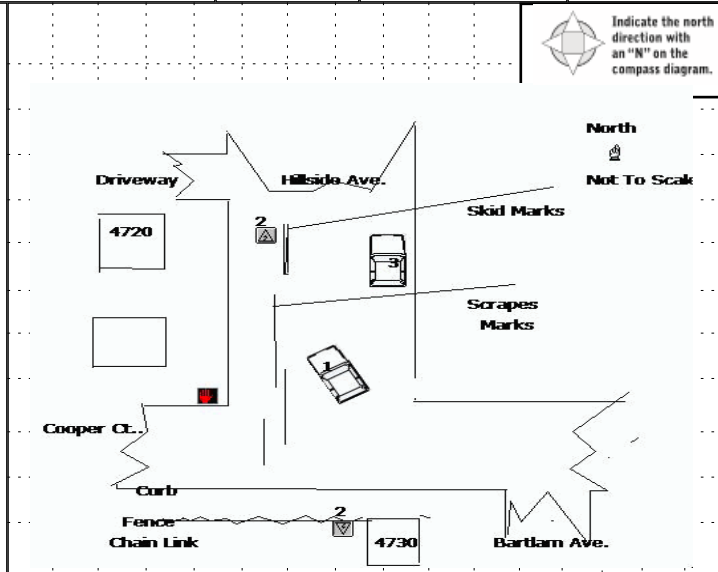 Indicate the north
direction with
an "N" on the
compass diagram.
North
Not To Scale
Driveway
Hillside Ave.
Skid Marks
2
4720
3
Scrapes
Marks
1
Cooper Ct..
Curb
Fence
Chain Link
2
4730
Bartlam Ave.